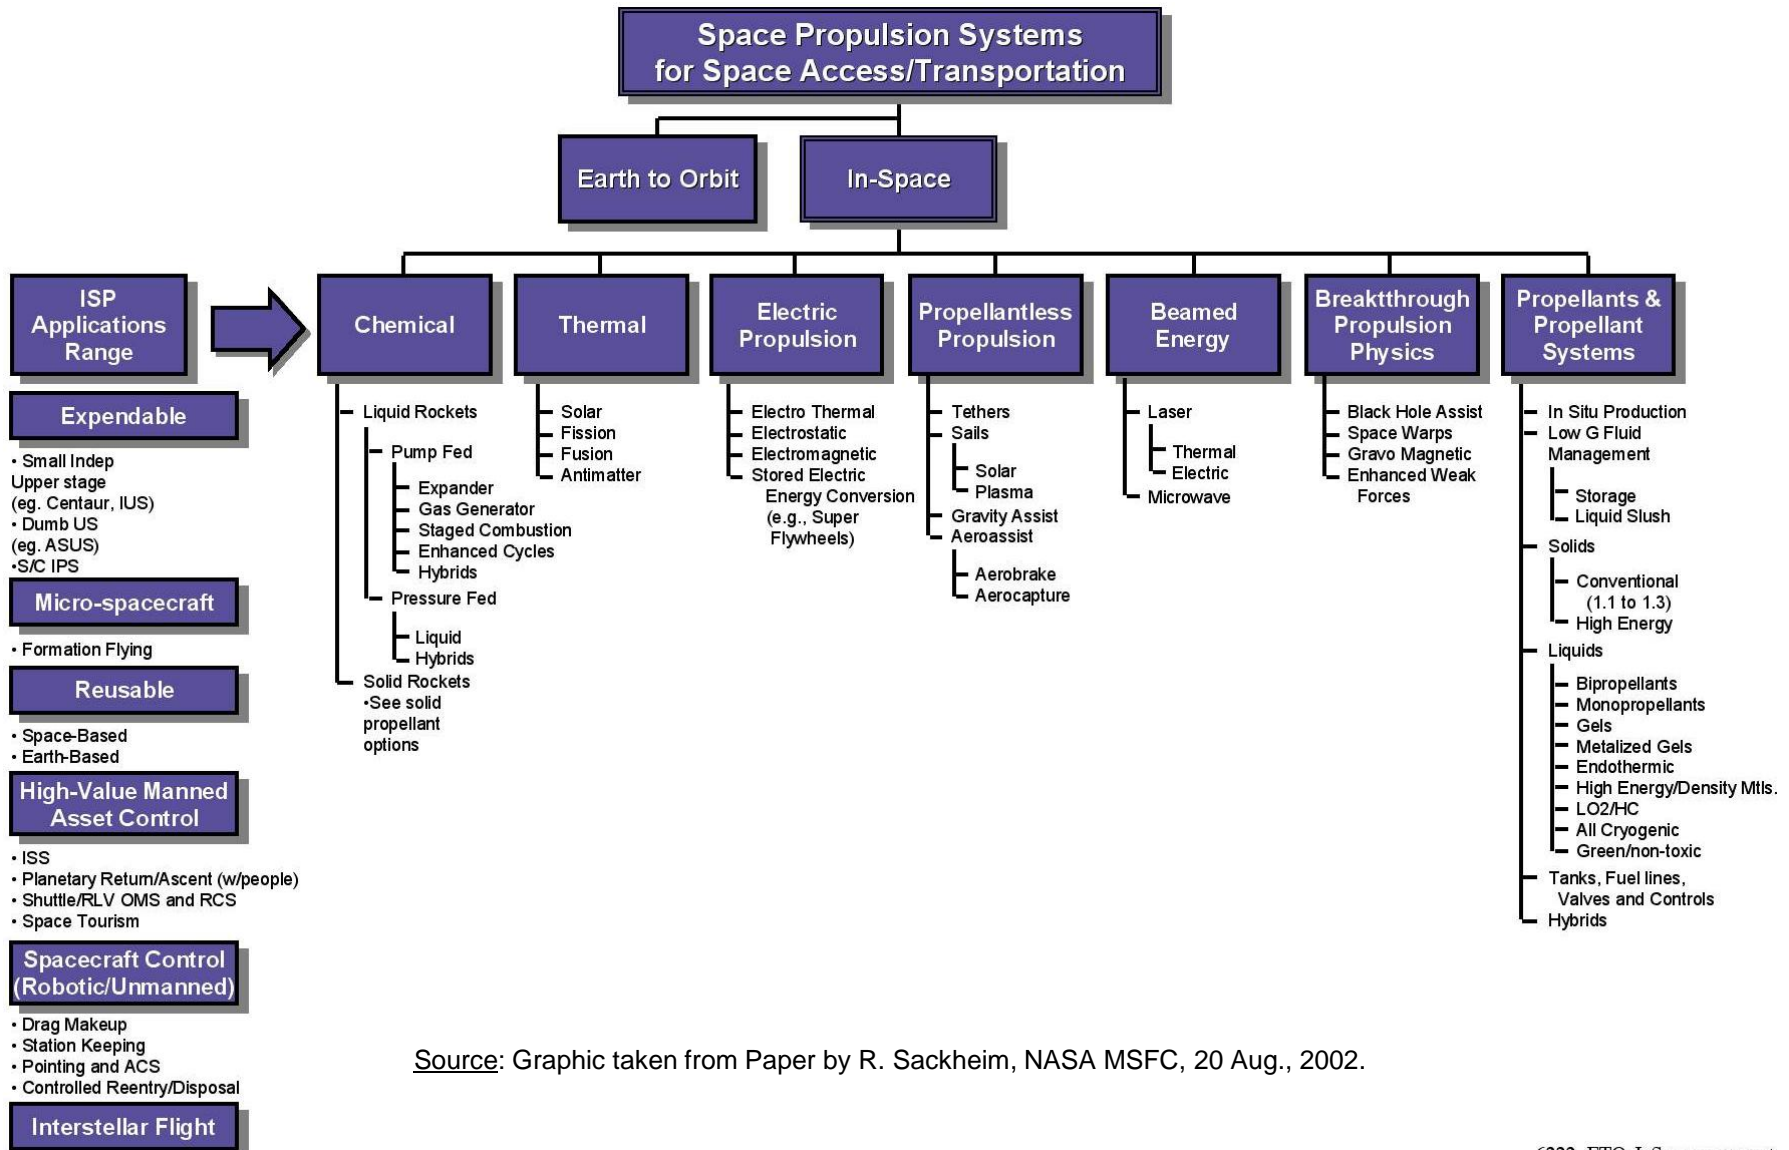 Space Propulsion Systems
for Space Access/Transportation
Earth to Orbit
In-Space
ISP
Applications
Range
Expendable
• Small Indep
Upper stage
(eg. Centaur, IUS)
• Dumb US
(eg. ASUS)
•S/C IPS
Micro-spacecraft
• Formation Flying
Reusable
• Space-Based
• Earth-Based
High-Value Manned
Asset Control
• ISS
• Planetary Return/Ascent (w/people)
• Shuttle/RLV OMS and RCS
• Space Tourism
Spacecraft Control
(Robotic/Unmanned)
• Drag Makeup
• Station Keeping
• Pointing and ACS
• Controlled Reentry/Disposal
Interstellar Flight
Chemical
Liquid Rockets
Pump Fed
Expander
Gas Generator
Staged Combustion
Enhanced Cycles
Hybrids
Pressure Fed
Liquid
Hybrids
Solid Rockets
•See solid
propellant
options
Thermal
Solar
Fission
Fusion
Antimatter
Electric
Propulsion
Electro Thermal
Electrostatic
Electromagnetic
Stored Electric
Energy Conversion
(e.g., Super
Flywheels)
Propellantless
Propulsion
Tethers
Sails
Solar
Plasma
Gravity Assist
Aeroassist
Aerobrake
Aerocapture
Beamed
Energy
Laser
Thermal
Electric
Microwave
Breaktthrough
Propulsion
Physics
Black Hole Assist
Space Warps
Gravo Magnetic
Enhanced Weak
Forces
Propellants &
Propellant
Systems
In Situ Production
Low G Fluid
Management
Storage
Liquid Slush
Solids
Conventional
(1.1 to 1.3)
High Energy
Liquids
Bipropellants
Monopropellants
Gels
Metalized Gels
Endothermic
High Energy/Density Mtls.
LO2/HC
All Cryogenic
Green/non-toxic
Tanks, Fuel lines,
Valves and Controls
Hybrids
Source: Graphic taken from Paper by R. Sackheim, NASA MSFC, 20 Aug., 2002.